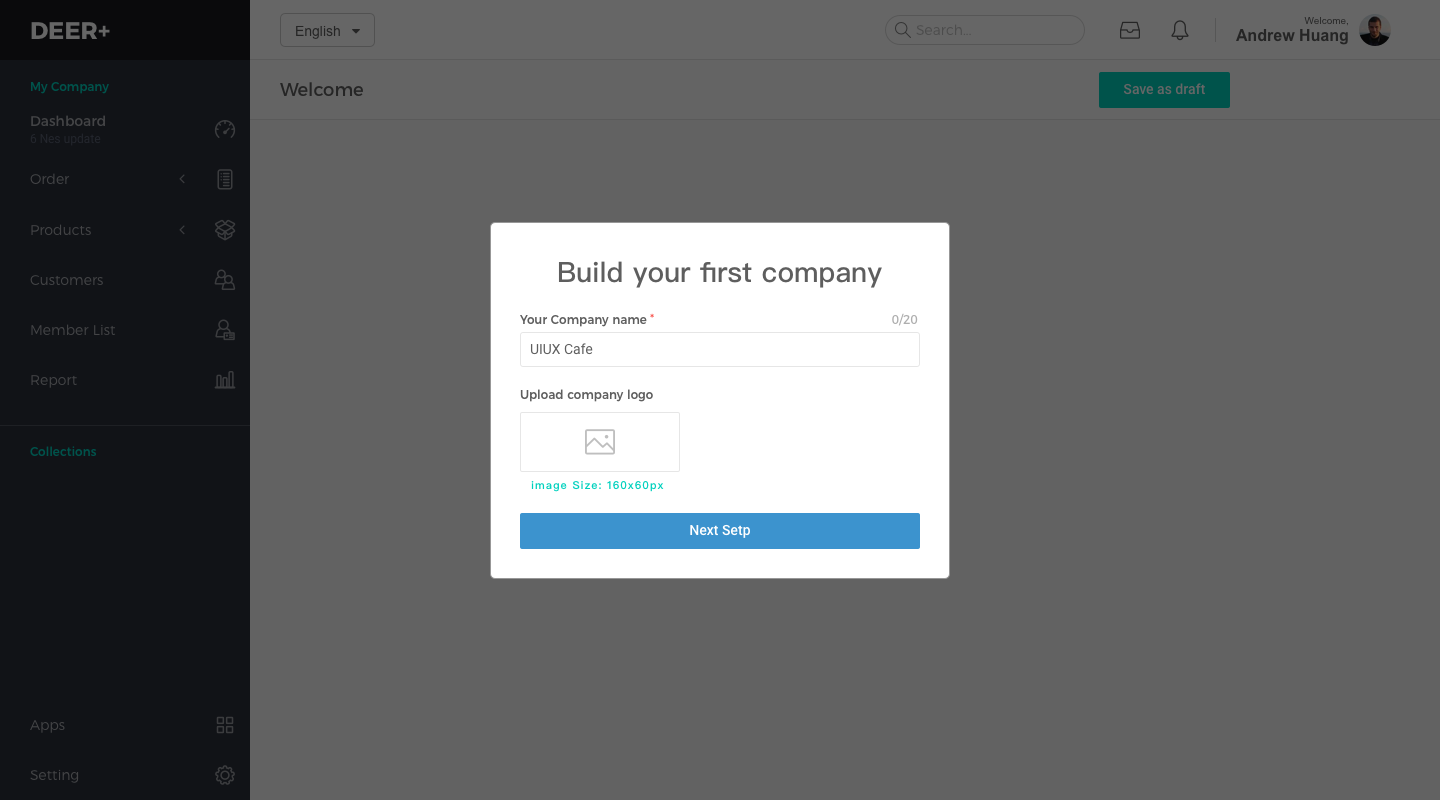 DEER+
English
Search...
Welcome,
Andrew Huang
My Company
Welcome
Save as draft
Dashboard
6 Nes update
Order
Products
Customers
Member List
Report
Collections
Apps
Setting
Build your first company
Your Company name *
0/20
UIUX Cafe
Upload company logo
image Size: 160x60px
Next Setp